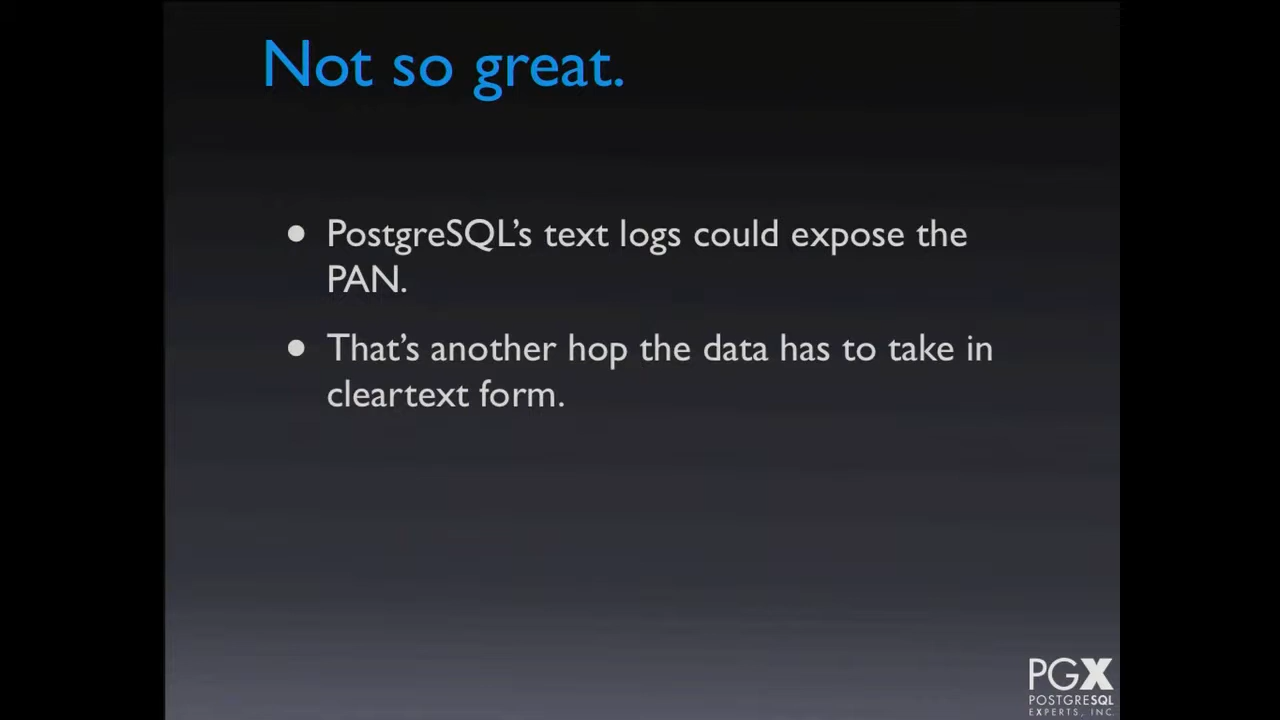 Not so great.
● PostgreSQL’s text logs could expose the
PAN.
● That’s another hop the data has to take in
cleartext form.
PGX
POSTGRESQL
EXPERTS, INC.